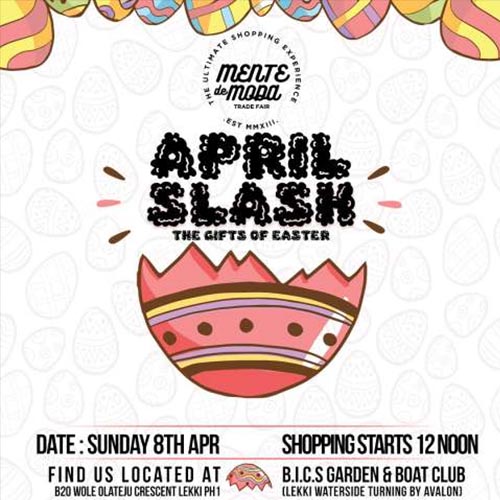 THE ULTIMATE SHOPPING EXPERIENCE
MENTE
de MODA
TRADE FAIR
.EST MMXIII.
APRIL
SLASH
THE GIFTS OF EASTER
DATE : SUNDAY 8TH APR SHOPPING STARTS 12 NOON
FIND US LOCATED AT B.I.C.S GARDEN & BOAT CLUB
B20 WOLE OLATEJU CRESCENT LEKKI PH1 (LEKKI WATERSIDE TURNING BY AVALON)